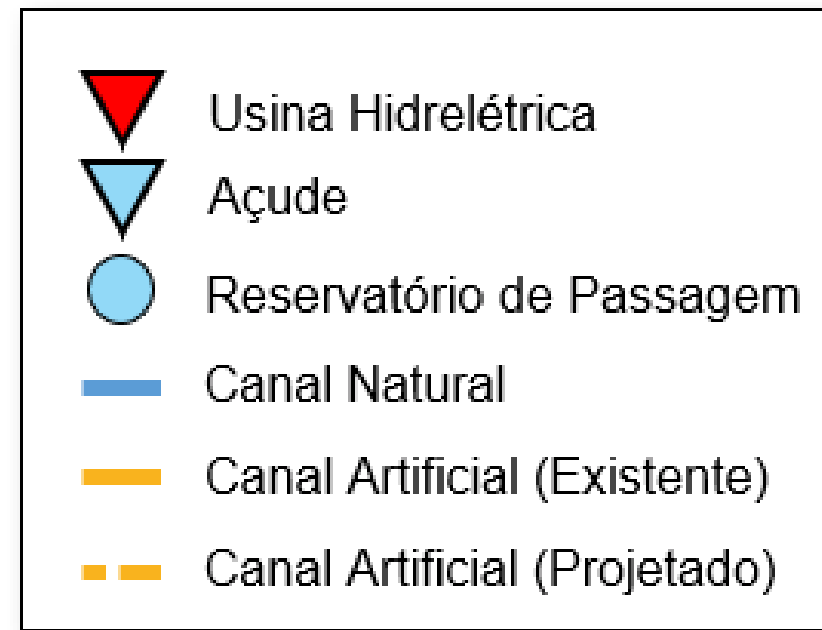 Usina Hidrelétrica
Açude
Reservatório de Passagem
Canal Natural
Canal Artificial (Existente)
Canal Artificial (Projetado)